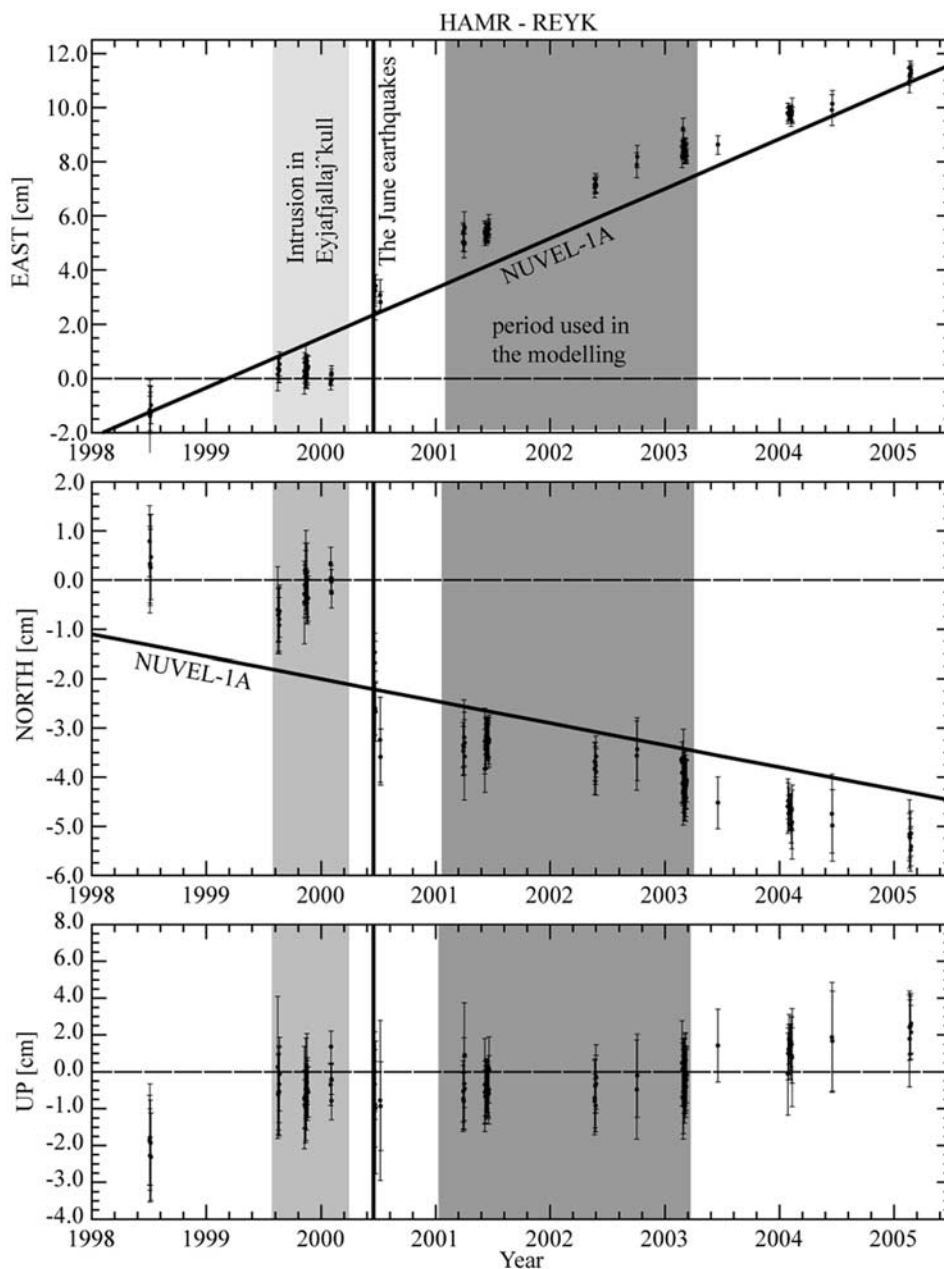 HAMR - REYK
12.0
10.0
8.0
6.0
4.0
2.0
0.0
-2.0
EAST [cm]
Intrusion in
Eyjafjallajˆkull
The June earthquakes
NUVEL-1A
period used in
the modelling
1998 1999 2000 2001 2002 2003 2004 2005
2.0
1.0
0.0
-1.0
-2.0
-3.0
-4.0
-5.0
-6.0
NORTH [cm]
NUVEL-1A
1998 1999 2000 2001 2002 2003 2004 2005
8.0
6.0
4.0
2.0
0.0
-1.0
-2.0
-3.0
-4.0
UP [cm]
1998 1999 2000 2001 2002 2003 2004 2005
Year